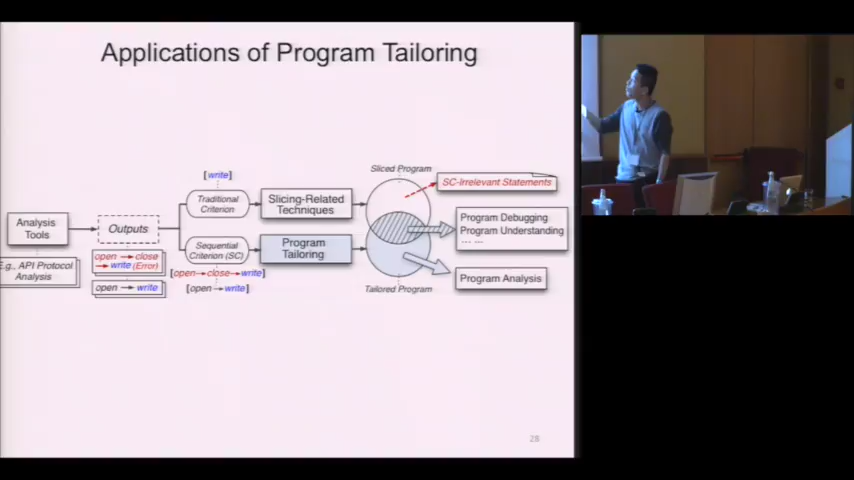 Applications of Program Tailoring
Analysis
Tools
E.g., API Protocol
Analysis
Outputs
open → close
→ write (Error)
open → write
[write]
Traditional
Criterion
Sequential
Criterion (SC)
[open→close→write]
[open→write]
Slicing-Related
Techniques
Program
Tailoring
Sliced Program
Tailored Program
SC-Irrelevant Statements
Program Debugging
Program Understanding
... ...
Program Analysis
28